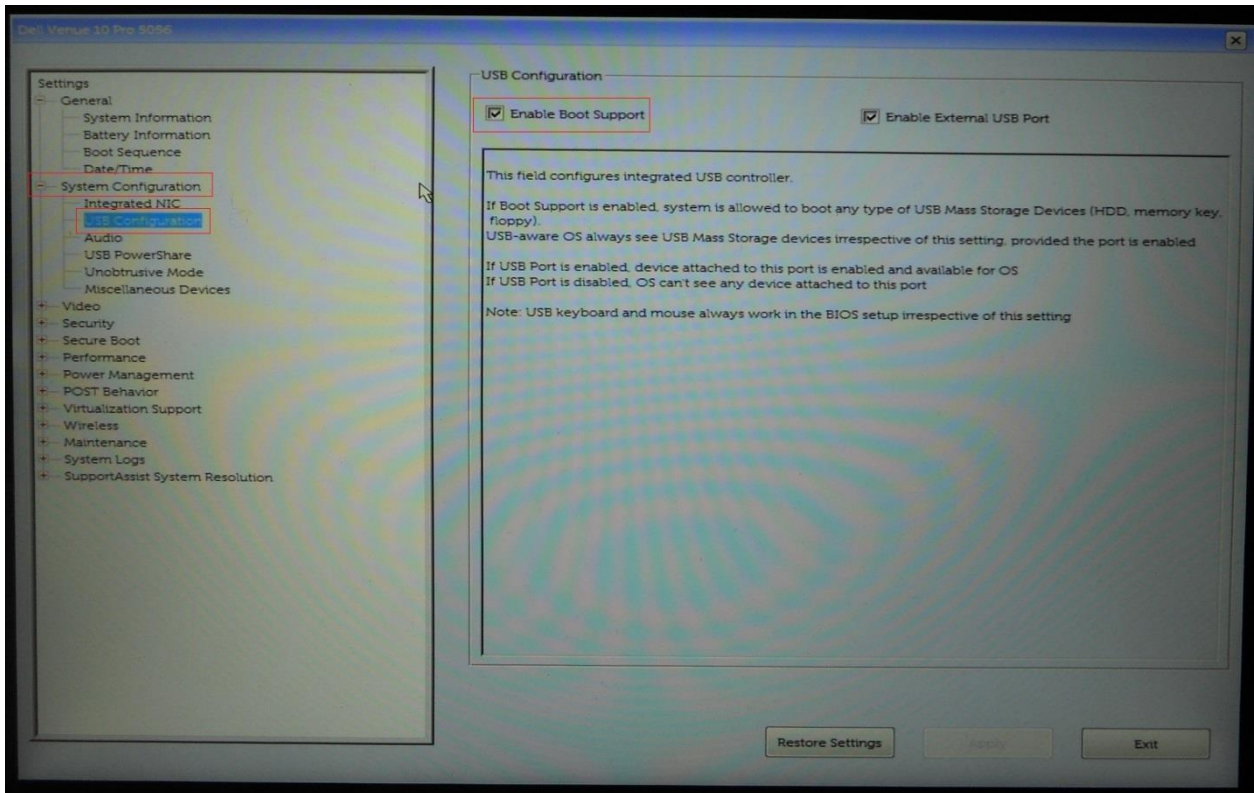 Dell Venue 10 Pro 5056
Settings
General
System Information
Battery Information
Boot Sequence
Date/Time
System Configuration
Integrated NIC
USB Configuration
Audio
USB PowerShare
Unobtrusive Mode
Miscellaneous Devices
Video
Security
Secure Boot
Performance
Power Management
POST Behavior
Virtualization Support
Wireless
Maintenance
System Logs
SupportAssist System Resolution
USB Configuration
Enable Boot Support
Enable External USB Port
This field configures integrated USB controller.
If Boot Support is enabled, system is allowed to boot any type of USB Mass Storage Devices (HDD, memory key,
floppy).
USB-aware OS always see USB Mass Storage devices irrespective of this setting, provided the port is enabled
If USB Port is enabled, device attached to this port is enabled and available for OS
If USB Port is disabled, OS can't see any device attached to this port
Note: USB keyboard and mouse always work in the BIOS setup irrespective of this setting
Restore Settings
Apply
Exit